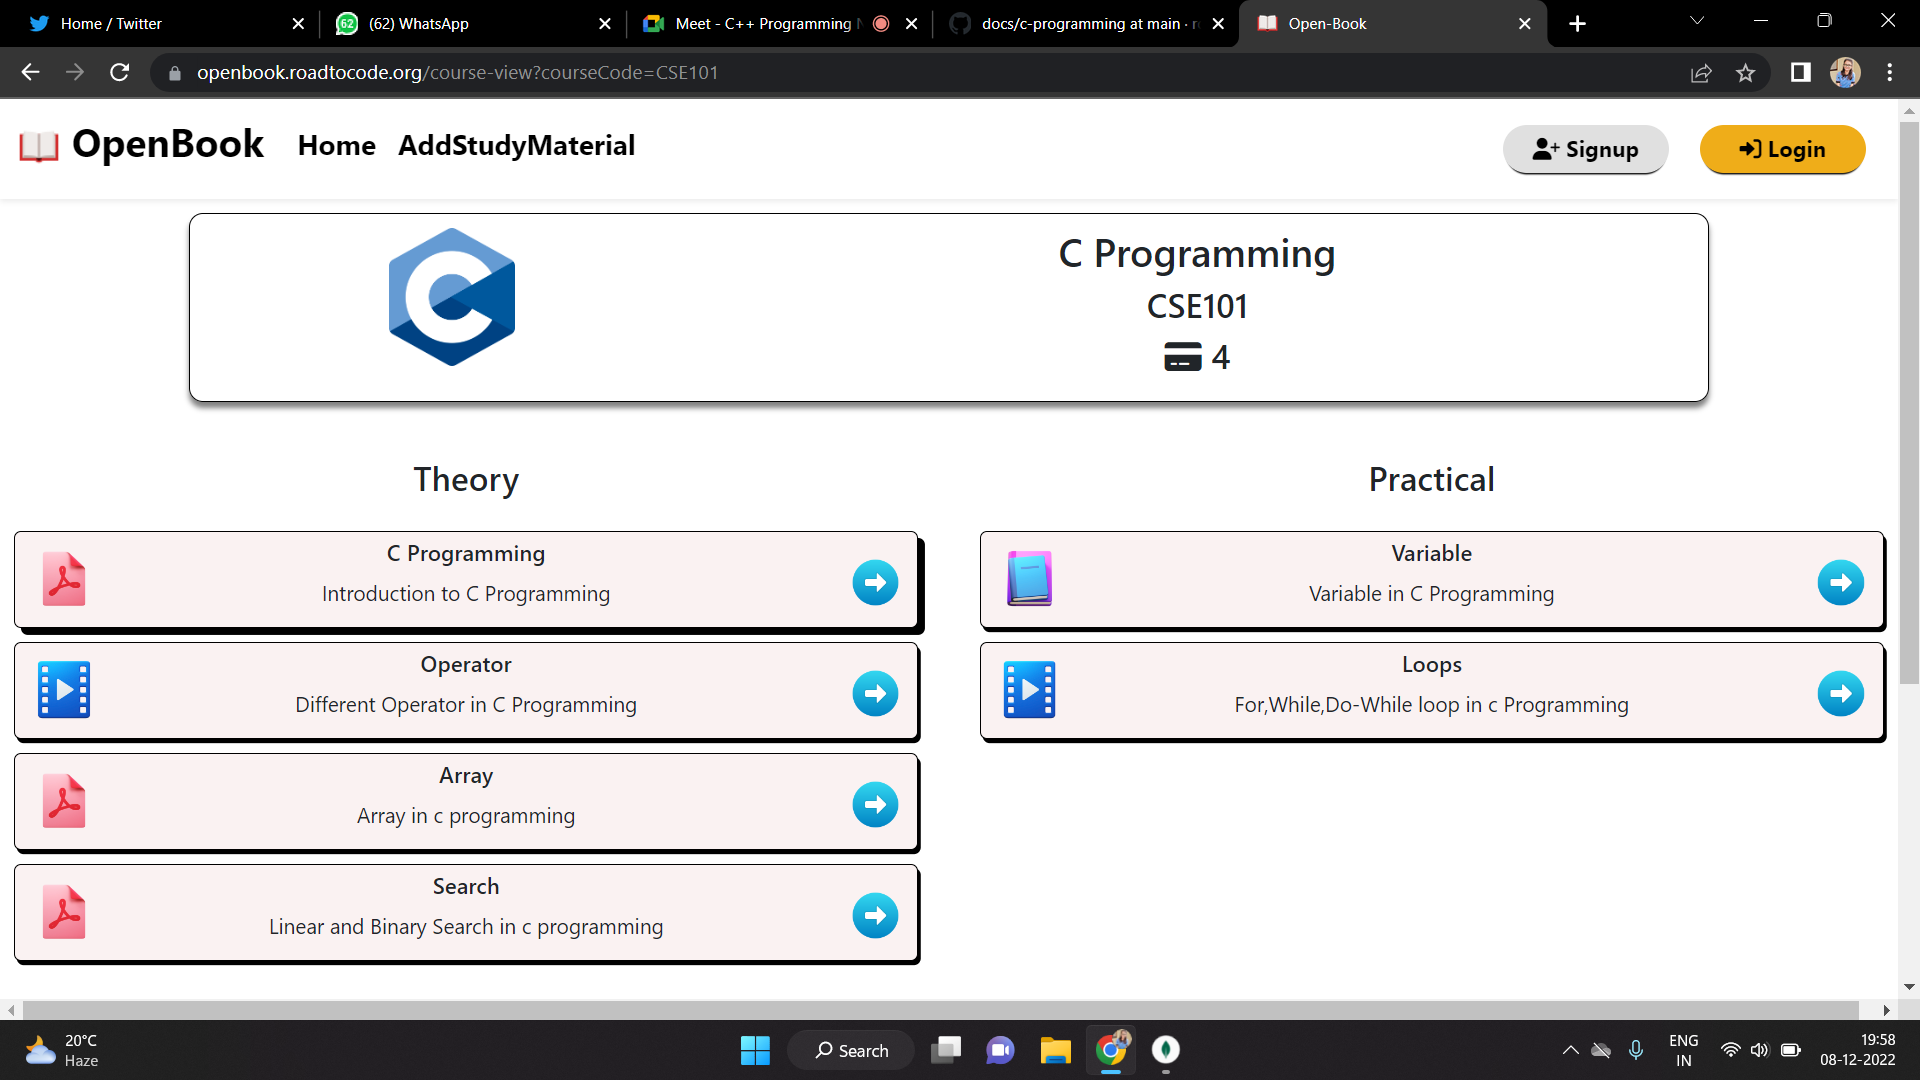 Home / Twitter
(62) WhatsApp
Meet - C++ Programming
docs/c-programming at main
Open-Book
openbook.roadtocode.org/course-view?courseCode=CSE101
OpenBook
Home
AddStudyMaterial
Signup
Login
C Programming
CSE101
4
Theory
Practical
C Programming
Introduction to C Programming
Operator
Different Operator in C Programming
Array
Array in c programming
Search
Linear and Binary Search in c programming
Variable
Variable in C Programming
Loops
For,While,Do-While loop in c Programming
20°C
Haze
Search
ENG
IN
19:58
08-12-2022